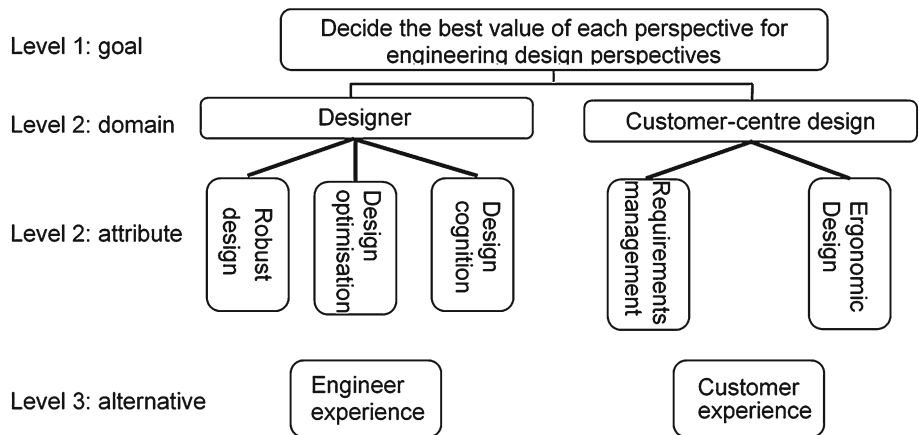 Level 1: goal
Decide the best value of each perspective for
engineering design perspectives
Level 2: domain
Designer
Customer-centre design
Level 2: attribute
Robust
design
Design
optimisation
Design
cognition
Requirements
management
Ergonomic
Design
Level 3: alternative
Engineer
experience
Customer
experience